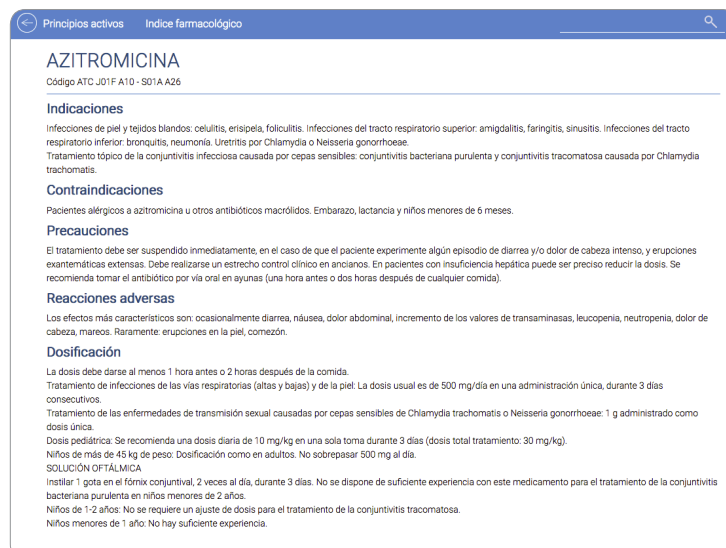 Principios activos Indice farmacológico
AZITROMICINA
Código ATC J01F A10 - S01A A26
Indicaciones
Infecciones de piel y tejidos blandos: celulitis, erisipela, foliculitis. Infecciones del tracto respiratorio superior: amigdalitis, faringitis, sinusitis. Infecciones del tracto
respiratorio inferior: bronquitis, neumonía. Uretritis por Chlamydia o Neisseria gonorrhoeae.
Tratamiento tópico de la conjuntivitis infecciosa causada por cepas sensibles: conjuntivitis bacteriana purulenta y conjuntivitis tracomatosa causada por Chlamydia
trachomatis.
Contraindicaciones
Pacientes alérgicos a azitromicina u otros antibióticos macrólidos. Embarazo, lactancia y niños menores de 6 meses.
Precauciones
El tratamiento debe ser suspendido inmediatamente, en el caso de que el paciente experimente algún episodio de diarrea y/o dolor de cabeza intenso, y erupciones
exantemáticas extensas. Debe realizarse un estrecho control clínico en ancianos. En pacientes con insuficiencia hepática puede ser preciso reducir la dosis. Se
recomienda tomar el antibiótico por vía oral en ayunas (una hora antes o dos horas después de cualquier comida).
Reacciones adversas
Los efectos más característicos son: ocasionalmente diarrea, náusea, dolor abdominal, incremento de los valores de transaminasas, leucopenia, neutropenia, dolor de
cabeza, mareos. Raramente: erupciones en la piel, comezón.
Dosificación
La dosis debe darse al menos 1 hora antes o 2 horas después de la comida.
Tratamiento de infecciones de las vías respiratorias (altas y bajas) y de la piel: La dosis usual es de 500 mg/día en una administración única, durante 3 días
consecutivos.
Tratamiento de las enfermedades de transmisión sexual causadas por cepas sensibles de Chlamydia trachomatis o Neisseria gonorrhoeae: 1 g administrado como
dosis única.
Dosis pediátrica: Se recomienda una dosis diaria de 10 mg/kg en una sola toma durante 3 días (dosis total tratamiento: 30 mg/kg).
Niños de más de 45 kg de peso: Dosificación como en adultos. No sobrepasar 500 mg al día.
SOLUCIÓN OFTÁLMICA
Instilar 1 gota en el fórnix conjuntival, 2 veces al día, durante 3 días. No se dispone de suficiente experiencia con este medicamento para el tratamiento de la conjuntivitis
bacteriana purulenta en niños menores de 2 años.
Niños de 1-2 años: No se requiere un ajuste de dosis para el tratamiento de la conjuntivitis tracomatosa.
Niños menores de 1 año: No hay suficiente experiencia.